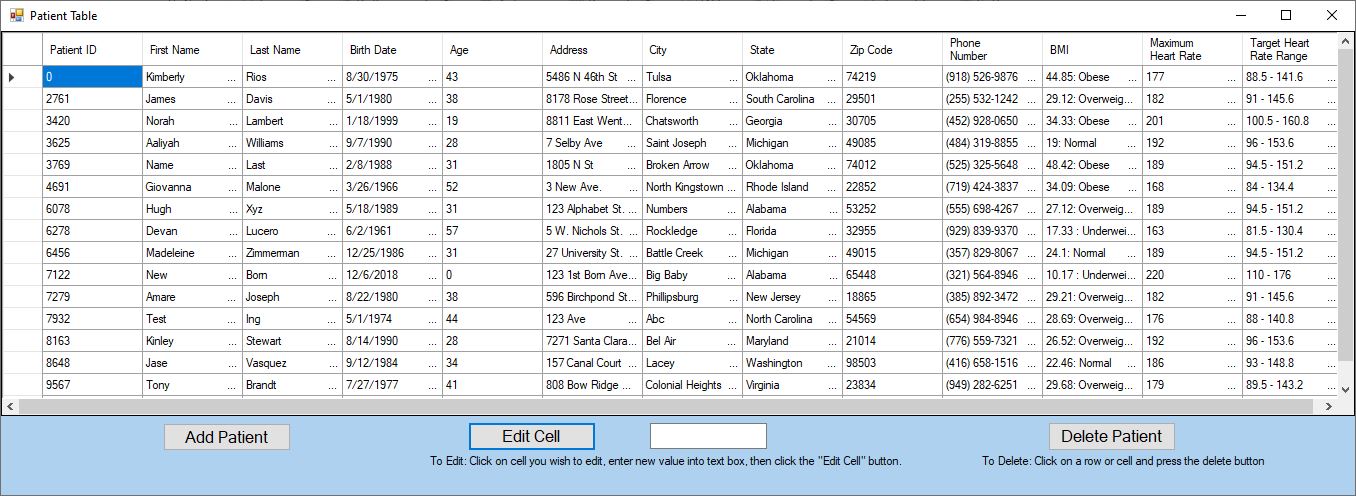 Patient Table
Patient ID First Name Last Name Birth Date Age Address City State Zip Code Phone Number BMI Maximum Heart Rate Target Heart Rate Range
0 Kimberly ... Rios ... 8/30/1975 ... 43 5486 N 46th St ... Tulsa ... Oklahoma ... 74219 (918) 526-9876 ... 44.85: Obese ... 177 ... 88.5 - 141.6 ...
2761 James ... Davis ... 5/1/1980 ... 38 8178 Rose Street... Florence ... South Carolina ... 29501 (255) 532-1242 ... 29.12: Overweig... 182 ... 91 - 145.6 ...
3420 Norah ... Lambert ... 1/18/1999 ... 19 8811 East Went... Chatsworth ... Georgia ... 30705 (452) 928-0650 ... 34.33: Obese ... 201 ... 100.5 - 160.8 ...
3625 Aaliyah ... Williams ... 9/7/1990 ... 28 7 Selby Ave ... Saint Joseph ... Michigan ... 49085 (484) 319-8855 ... 19: Normal ... 192 ... 96 - 153.6 ...
3769 Name ... Last ... 2/8/1988 ... 31 1805 N St ... Broken Arrow ... Oklahoma ... 74012 (525) 325-5648 ... 48.42: Obese ... 189 ... 94.5 - 151.2 ...
4691 Giovanna ... Malone ... 3/26/1966 ... 52 3 New Ave. ... North Kingstown ... Rhode Island ... 22852 (719) 424-3837 ... 34.09: Obese ... 168 ... 84 - 134.4 ...
6078 Hugh ... Xyz ... 5/18/1989 ... 31 123 Alphabet St. ... Numbers ... Alabama ... 53252 (555) 698-4267 ... 27.12: Overweig... 189 ... 94.5 - 151.2 ...
6278 Devan ... Lucero ... 6/2/1961 ... 57 5 W. Nichols St. ... Rockledge ... Florida ... 32955 (929) 839-9370 ... 17.33 : Underwei... 163 ... 81.5 - 130.4 ...
6456 Madeleine ... Zimmerman ... 12/25/1986 ... 31 27 University St. ... Battle Creek ... Michigan ... 49015 (357) 829-8067 ... 24.1: Normal ... 189 ... 94.5 - 151.2 ...
7122 New ... Born ... 12/6/2018 ... 0 123 1st Born Ave... Big Baby ... Alabama ... 65448 (321) 564-8946 ... 10.17 : Underwei... 220 ... 110 - 176 ...
7279 Amare ... Joseph ... 8/22/1980 ... 38 596 Birchpond St... Phillipsburg ... New Jersey ... 18865 (385) 892-3472 ... 29.21: Overweig... 182 ... 91 - 145.6 ...
7932 Test ... Ing ... 5/1/1974 ... 44 123 Ave ... Abc ... North Carolina ... 54569 (654) 984-8946 ... 28.69: Overweig... 176 ... 88 - 140.8 ...
8163 Kinley ... Stewart ... 8/14/1990 ... 28 7271 Santa Clara... Bel Air ... Maryland ... 21014 (776) 559-7321 ... 26.52: Overweig... 192 ... 96 - 153.6 ...
8648 Jase ... Vasquez ... 9/12/1984 ... 34 157 Canal Court ... Lacey ... Washington ... 98503 (416) 658-1516 ... 22.46: Normal ... 186 ... 93 - 148.8 ...
9567 Tony ... Brandt ... 7/27/1977 ... 41 808 Bow Ridge ... Colonial Heights ... Virginia ... 23834 (949) 282-6251 ... 29.68: Overweig... 179 ... 89.5 - 143.2 ...
Add Patient Edit Cell Delete Patient
To Edit: Click on cell you wish to edit, enter new value into text box, then click the "Edit Cell" button. To Delete: Click on a row or cell and press the delete button